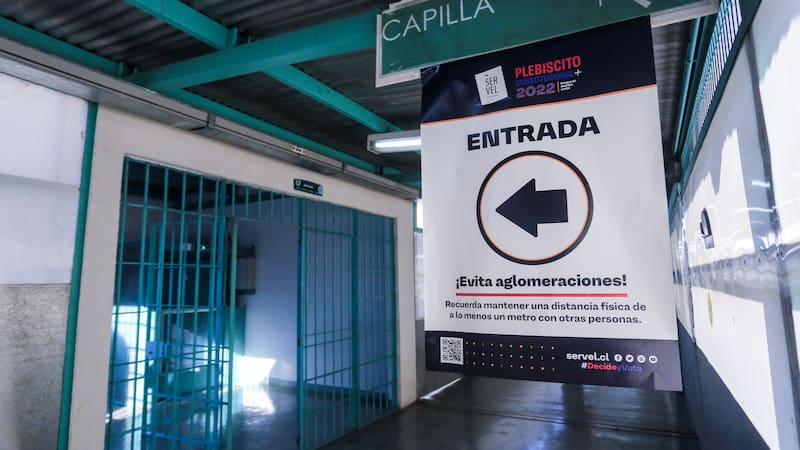 CAPILLA
SERVEL
PLEBISCITO
CONSTITUCIONAL
2022
ENTRADA
¡Evita aglomeraciones!
Recuerda mantener una distancia física de
a lo menos un metro con otras personas.
servel.cl
#DecideyVota